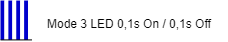 Mode 3 LED 0,1s On / 0,1s Off